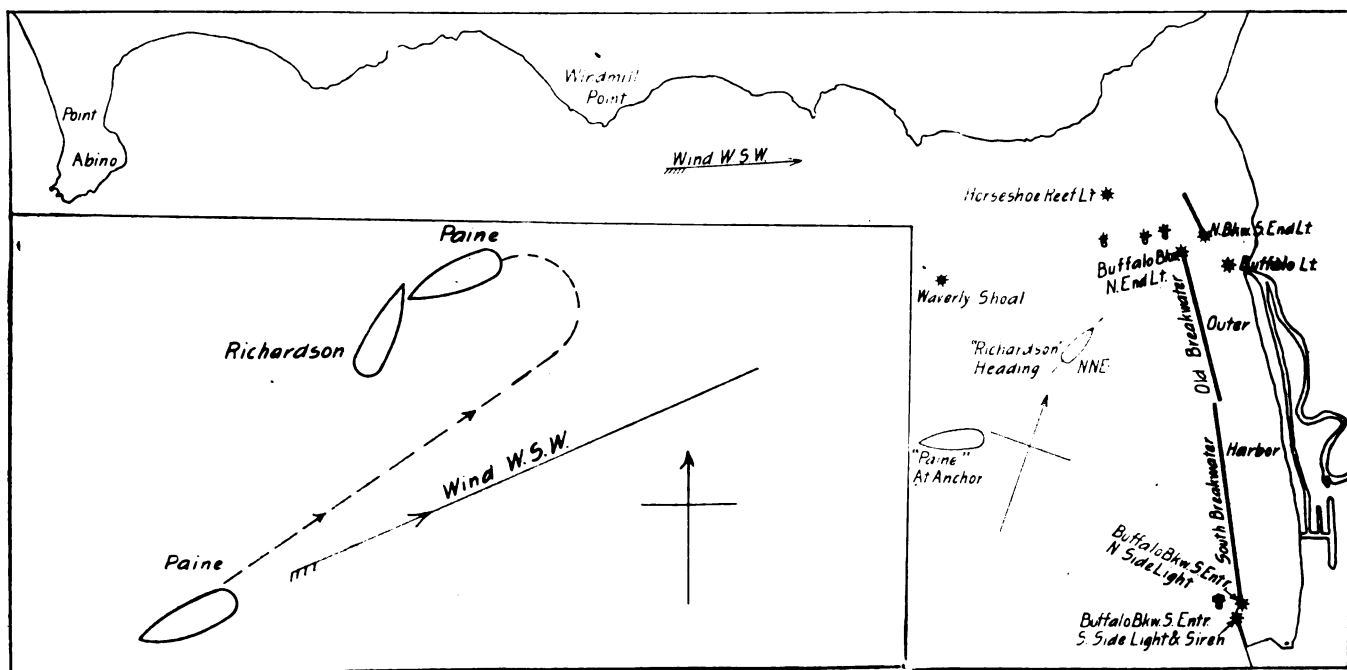 Point
Abino
Windmill
Point
Wind W.S.W.
Horseshoe Reef Lt.
N. Bkw. S. End Lt.
Buffalo Bkw.
N. End Lt.
Buffalo Lt.
Waverly Shoal
Old Breakwater
Outer
"Richardson"
Heading
NNE
"Paine"
At Anchor
South Breakwater
Harbor
Buffalo Bkw. S. Entr.
N Side Light
Buffalo Bkw. S. Entr.
S. Side Light & Siren
Paine
Richardson
Wind W.S.W.
Paine